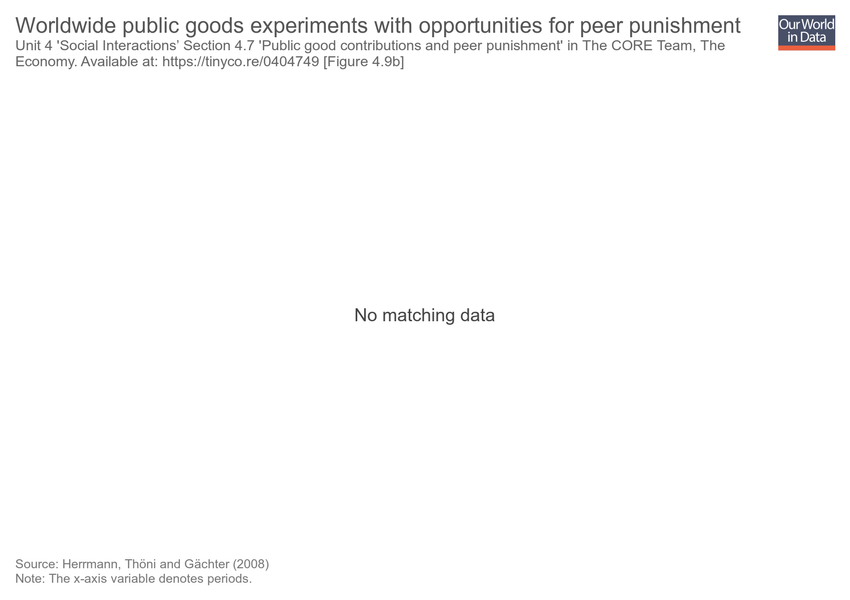 Worldwide public goods experiments with opportunities for peer punishment
Our World
in Data
Unit 4 'Social Interactions’ Section 4.7 'Public good contributions and peer punishment' in The CORE Team, The
Economy. Available at: https://tinyco.re/0404749 [Figure 4.9b]
No matching data
Source: Herrmann, Thöni and Gächter (2008)
Note: The x-axis variable denotes periods.